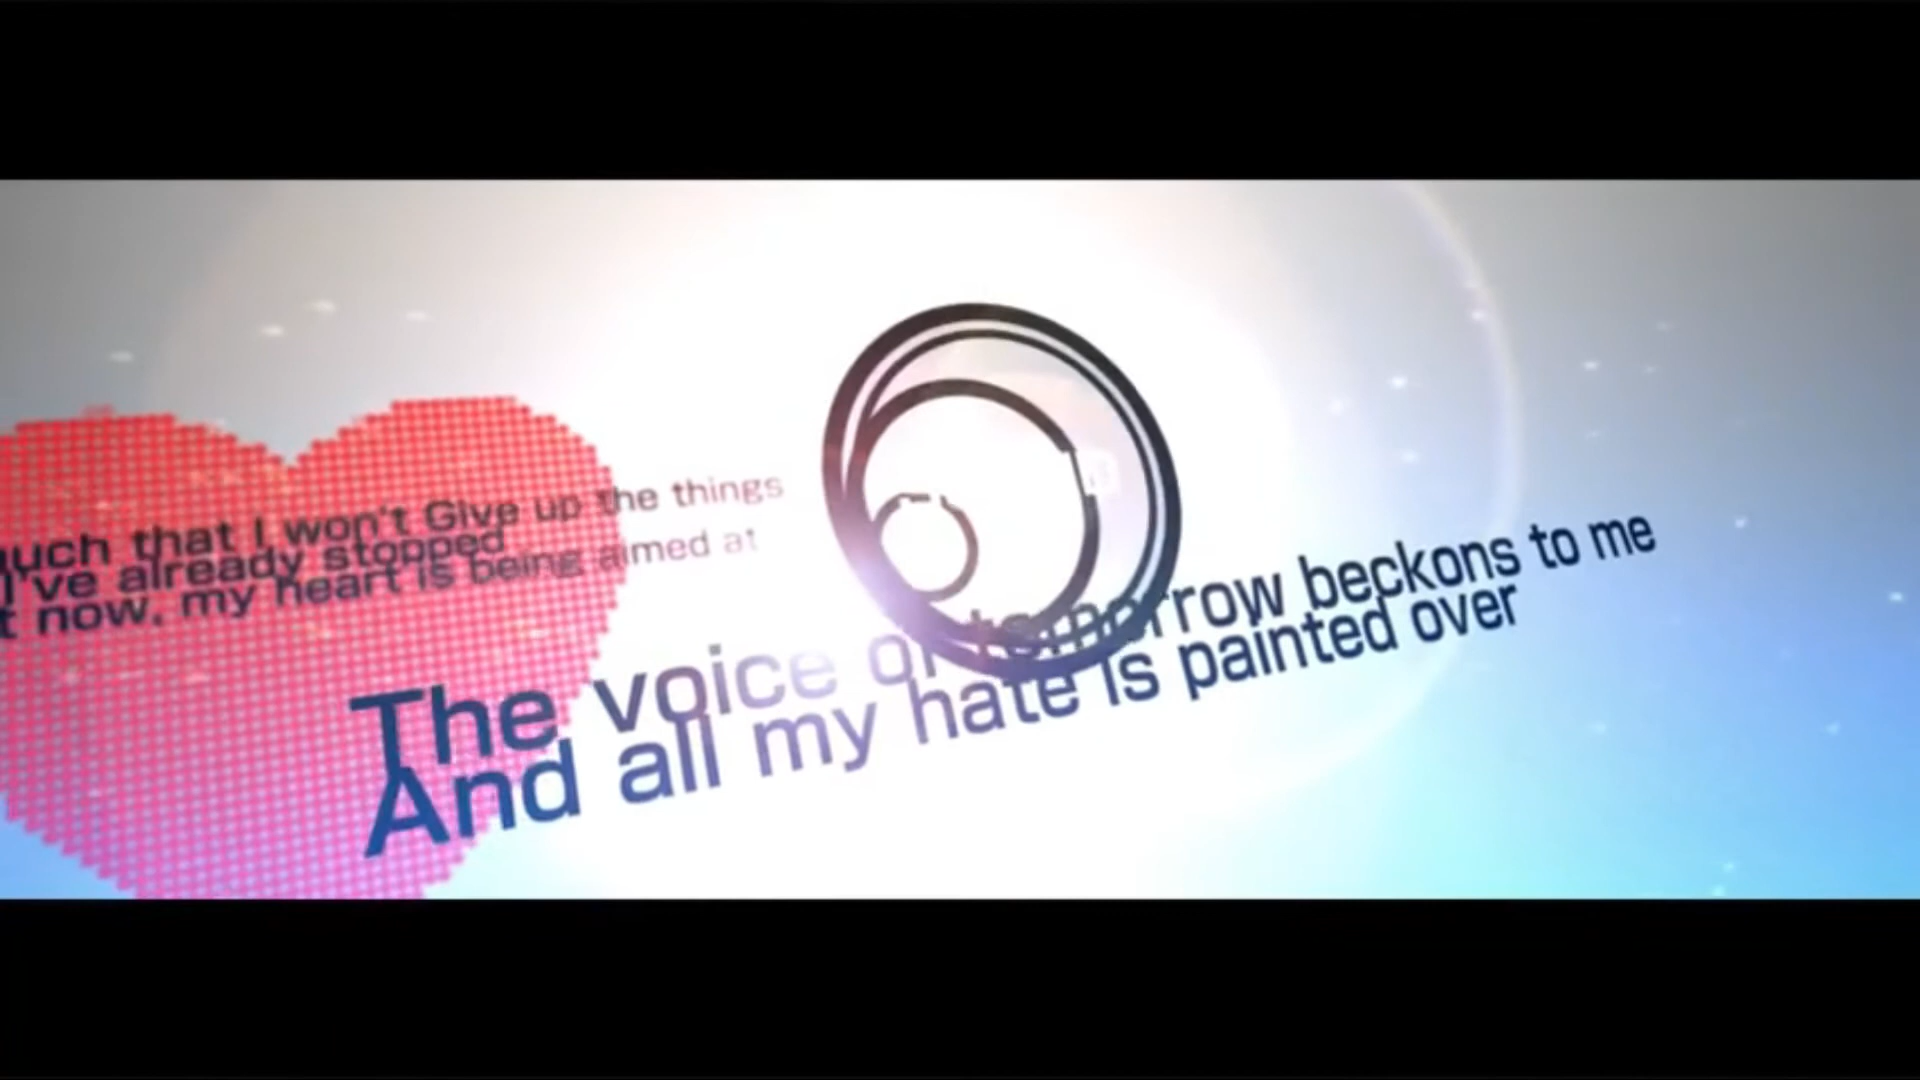 much that I won't Give up the things
I've already stopped
t now, my heart is being aimed at
The voice of tomorrow beckons to me
And all my hate is painted over